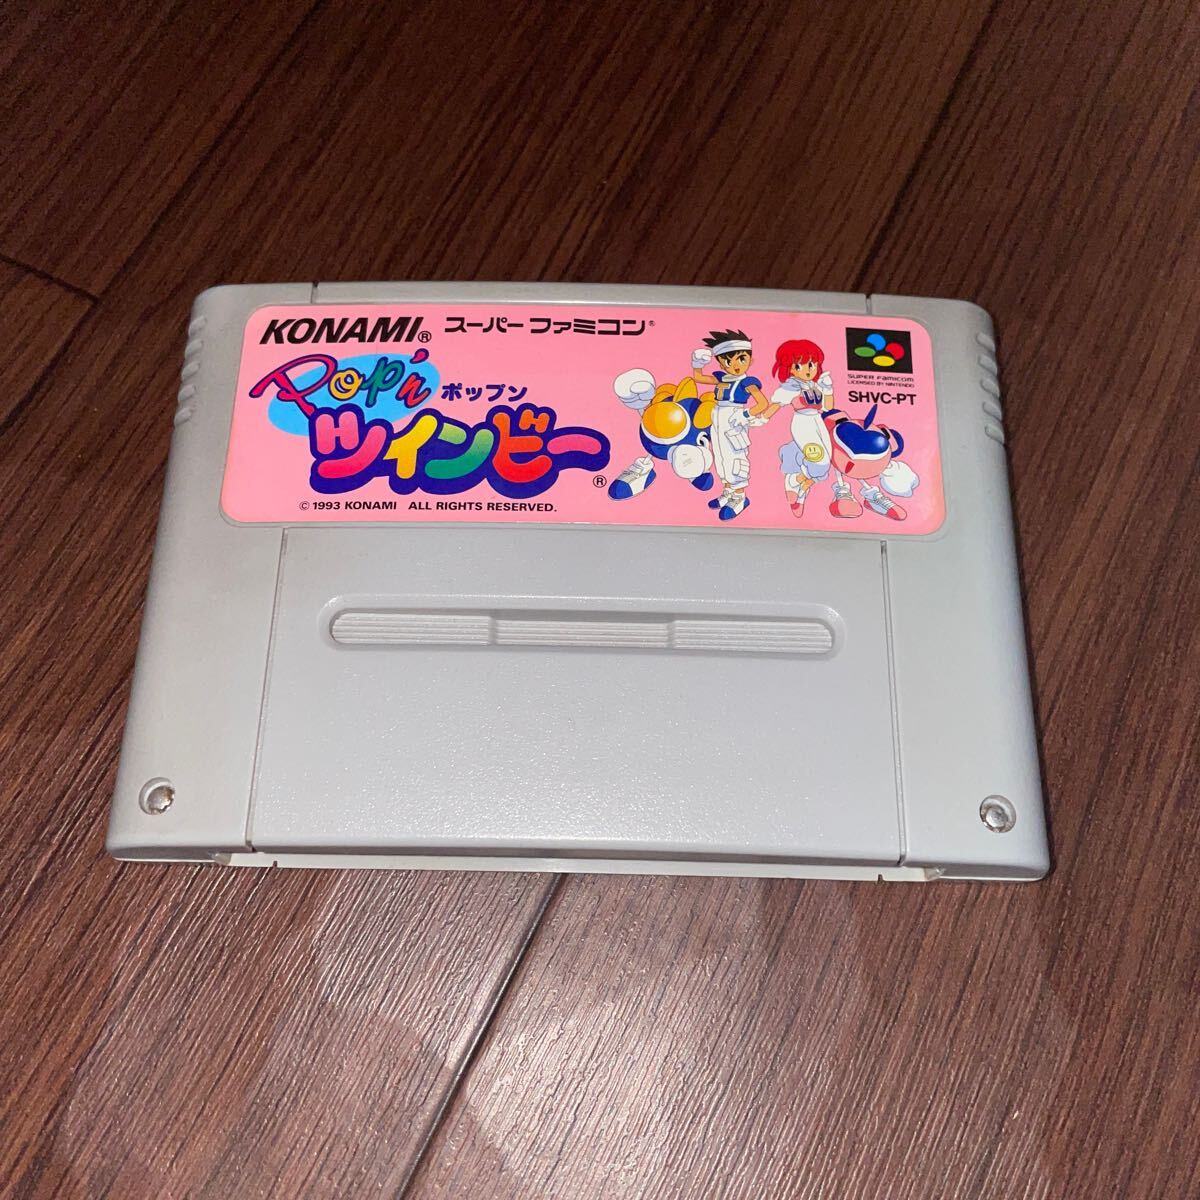 KONAMI® スーパーファミコン®
Pop'n ポップン
ツインビー®
© 1993 KONAMI ALL RIGHTS RESERVED.
SUPER FAMICOM
LICENSED BY NINTENDO
SHVC-PT